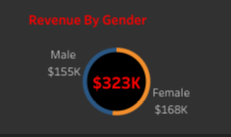 Revenue By Gender
Male
$155K
$323K
Female
$168K